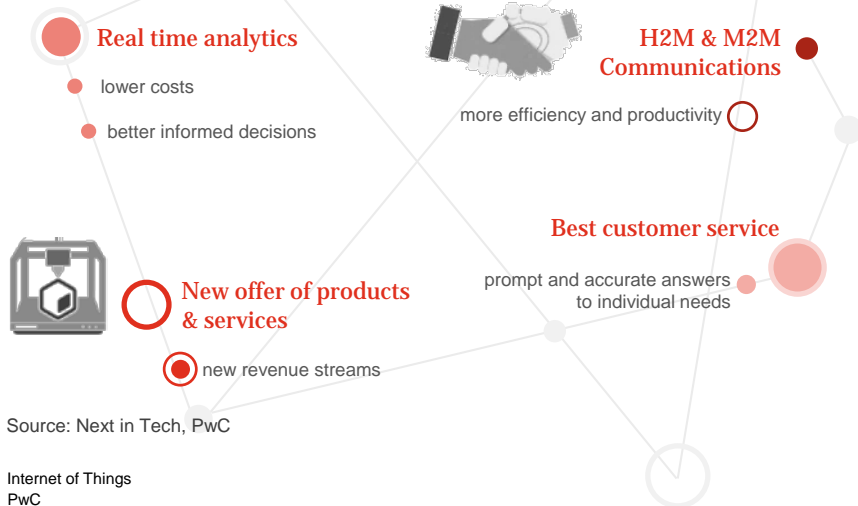 Real time analytics
lower costs
better informed decisions
H2M & M2M
Communications
more efficiency and productivity
Best customer service
prompt and accurate answers
to individual needs
New offer of products
& services
new revenue streams
Source: Next in Tech, PwC
Internet of Things
PwC